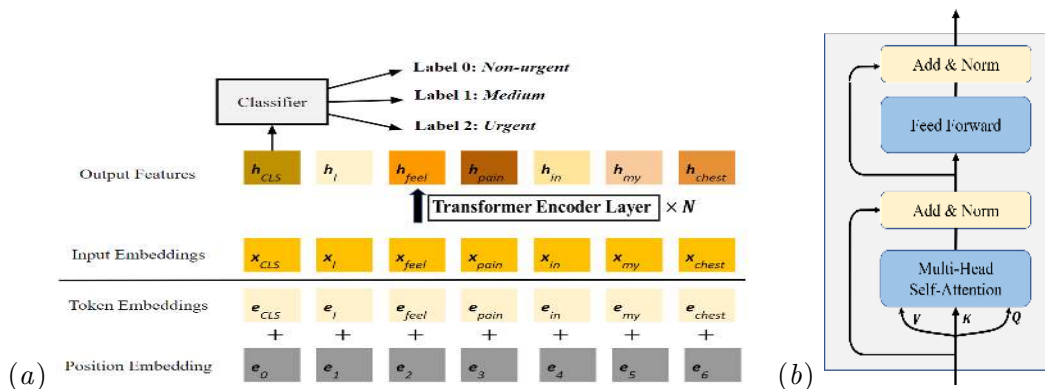 Label 0: Non-urgent
Classifier
Label 1: Medium
Label 2: Urgent
Output Features
h_CLS h_I h_feel h_pain h_in h_my h_chest
Transformer Encoder Layer × N
Input Embeddings
x_CLS x_I x_feel x_pain x_in x_my x_chest
Token Embeddings
e_CLS e_I e_feel e_pain e_in e_my e_chest
+ + + + + + +
Position Embedding
e_0 e_1 e_2 e_3 e_4 e_5 e_6
(a)
Add & Norm
Feed Forward
Add & Norm
Multi-Head
Self-Attention
V K Q
(b)